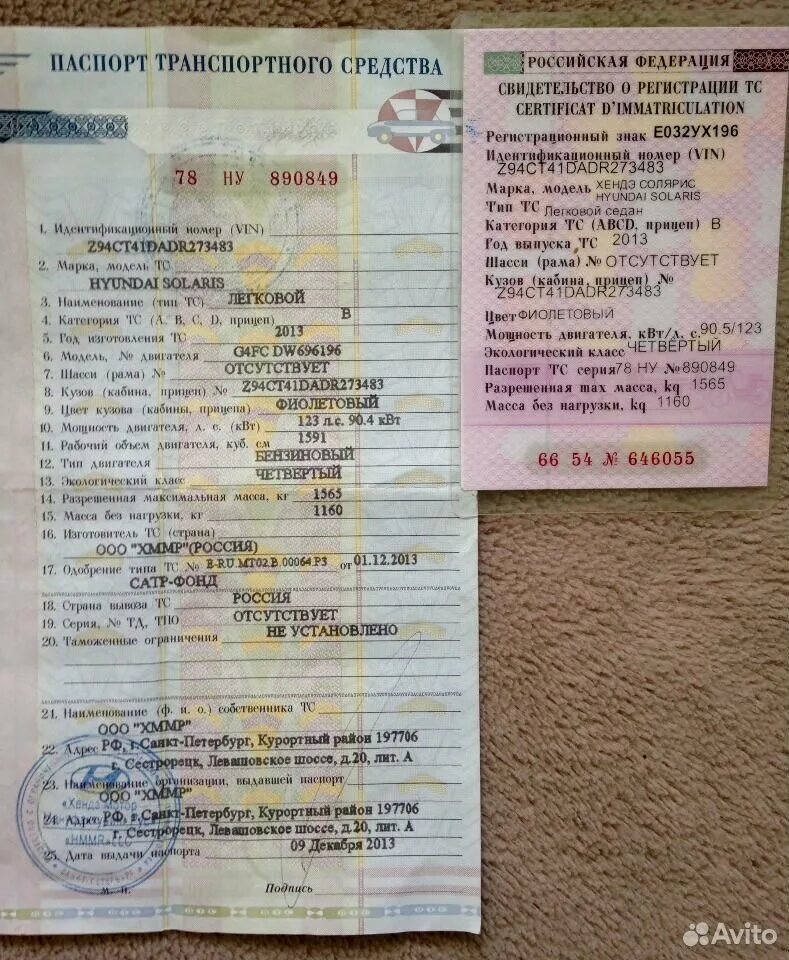 ПАСПОРТ ТРАНСПОРТНОГО СРЕДСТВА
78 НУ 890849
1. Идентификационный номер (VIN)
Z94CT41DADR273483
2. Марка, модель ТС
HYUNDAI SOLARIS
3. Наименование (тип ТС) ЛЕГКОВОЙ
4. Категория ТС (А, В, С, D, прицеп) B
5. Год изготовления ТС 2013
6. Модель, № двигателя G4FC DW696196
7. Шасси (рама) № ОТСУТСТВУЕТ
8. Кузов (кабина, прицеп) № Z94CT41DADR273483
9. Цвет кузова (кабины, прицепа) ФИОЛЕТОВЫЙ
10. Мощность двигателя, л. с. (кВт) 123 л.с. 90.4 кВт
11. Рабочий объем двигателя, куб. см 1591
12. Тип двигателя БЕНЗИНОВЫЙ
13. Экологический класс ЧЕТВЕРТЫЙ
14. Разрешенная максимальная масса, кг 1565
15. Масса без нагрузки, кг 1160
16. Изготовитель ТС (страна)
ООО "ХММР"(РОССИЯ)
17. Одобрение типа ТС № E-RU.MT02.B.00064.P3 от 01.12.2013
САТР-ФОНД
18. Страна вывоза ТС РОССИЯ
19. Серия, № ТД, ТПО ОТСУТСТВУЕТ
20. Таможенные ограничения НЕ УСТАНОВЛЕНО
21. Наименование (ф. и. о.) собственника ТС
ООО "ХММР"
22. Адрес РФ, г.Санкт-Петербург, Курортный район 197706
г. Сестрорецк, Левашовское шоссе, д.20, лит. А
23. Наименование организации, выдавшей паспорт
ООО "ХММР"
24. Адрес РФ, г.Санкт-Петербург, Курортный район 197706
г. Сестрорецк, Левашовское шоссе, д.20, лит. А
25. Дата выдачи паспорта 09 Декабря 2013
М. П. Подпись
РОССИЙСКАЯ ФЕДЕРАЦИЯ
СВИДЕТЕЛЬСТВО О РЕГИСТРАЦИИ ТС
CERTIFICAT D'IMMATRICULATION
Регистрационный знак Е032УХ196
Идентификационный номер (VIN)
Z94CT41DADR273483
Марка, модель ХЕНДЭ СОЛЯРИС
HYUNDAI SOLARIS
Тип ТС Легковой седан
Категория ТС (ABCD, прицеп) B
Год выпуска ТС 2013
Шасси (рама) № ОТСУТСТВУЕТ
Кузов (кабина, прицеп) №
Z94CT41DADR273483
Цвет ФИОЛЕТОВЫЙ
Мощность двигателя, кВт/л. с. 90.5/123
Экологический класс ЧЕТВЁРТЫЙ
Паспорт ТС серия 78 НУ № 890849
Разрешенная max масса, kg 1565
Масса без нагрузки, kg 1160
66 54 № 646055
Avito